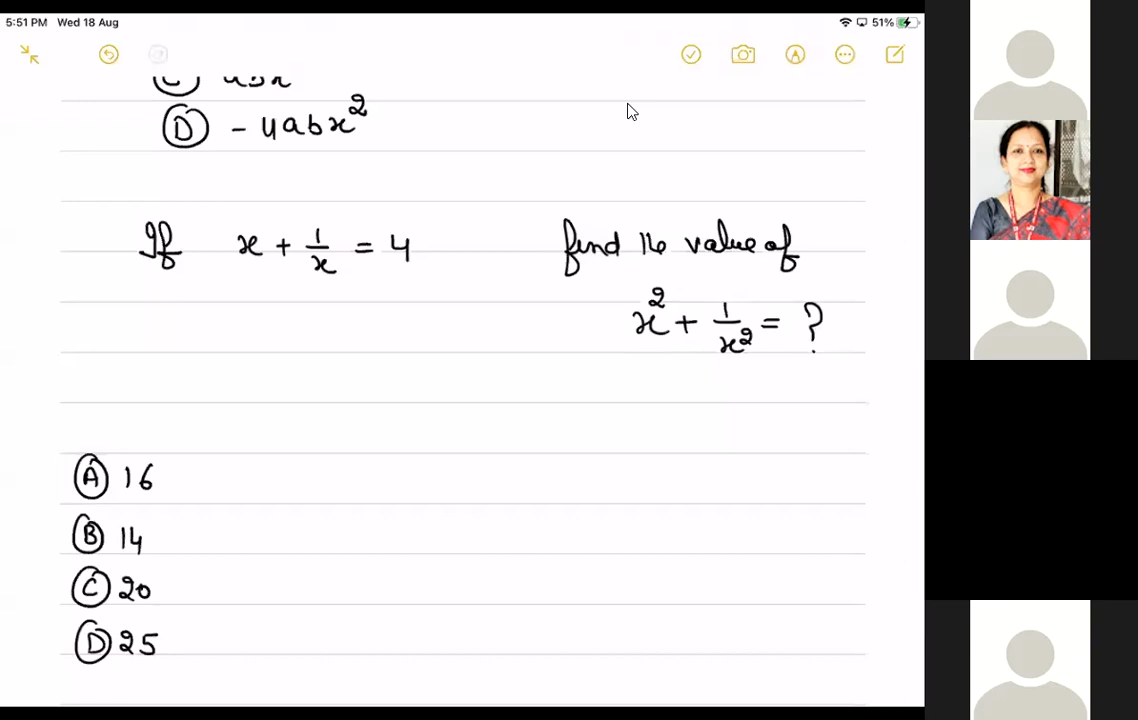 5:51 PM Wed 18 Aug
51%
D - 4abx²
If x + 1/x = 4 find the value of
x² + 1/x² = ?
A 16
B 14
C 20
D 25